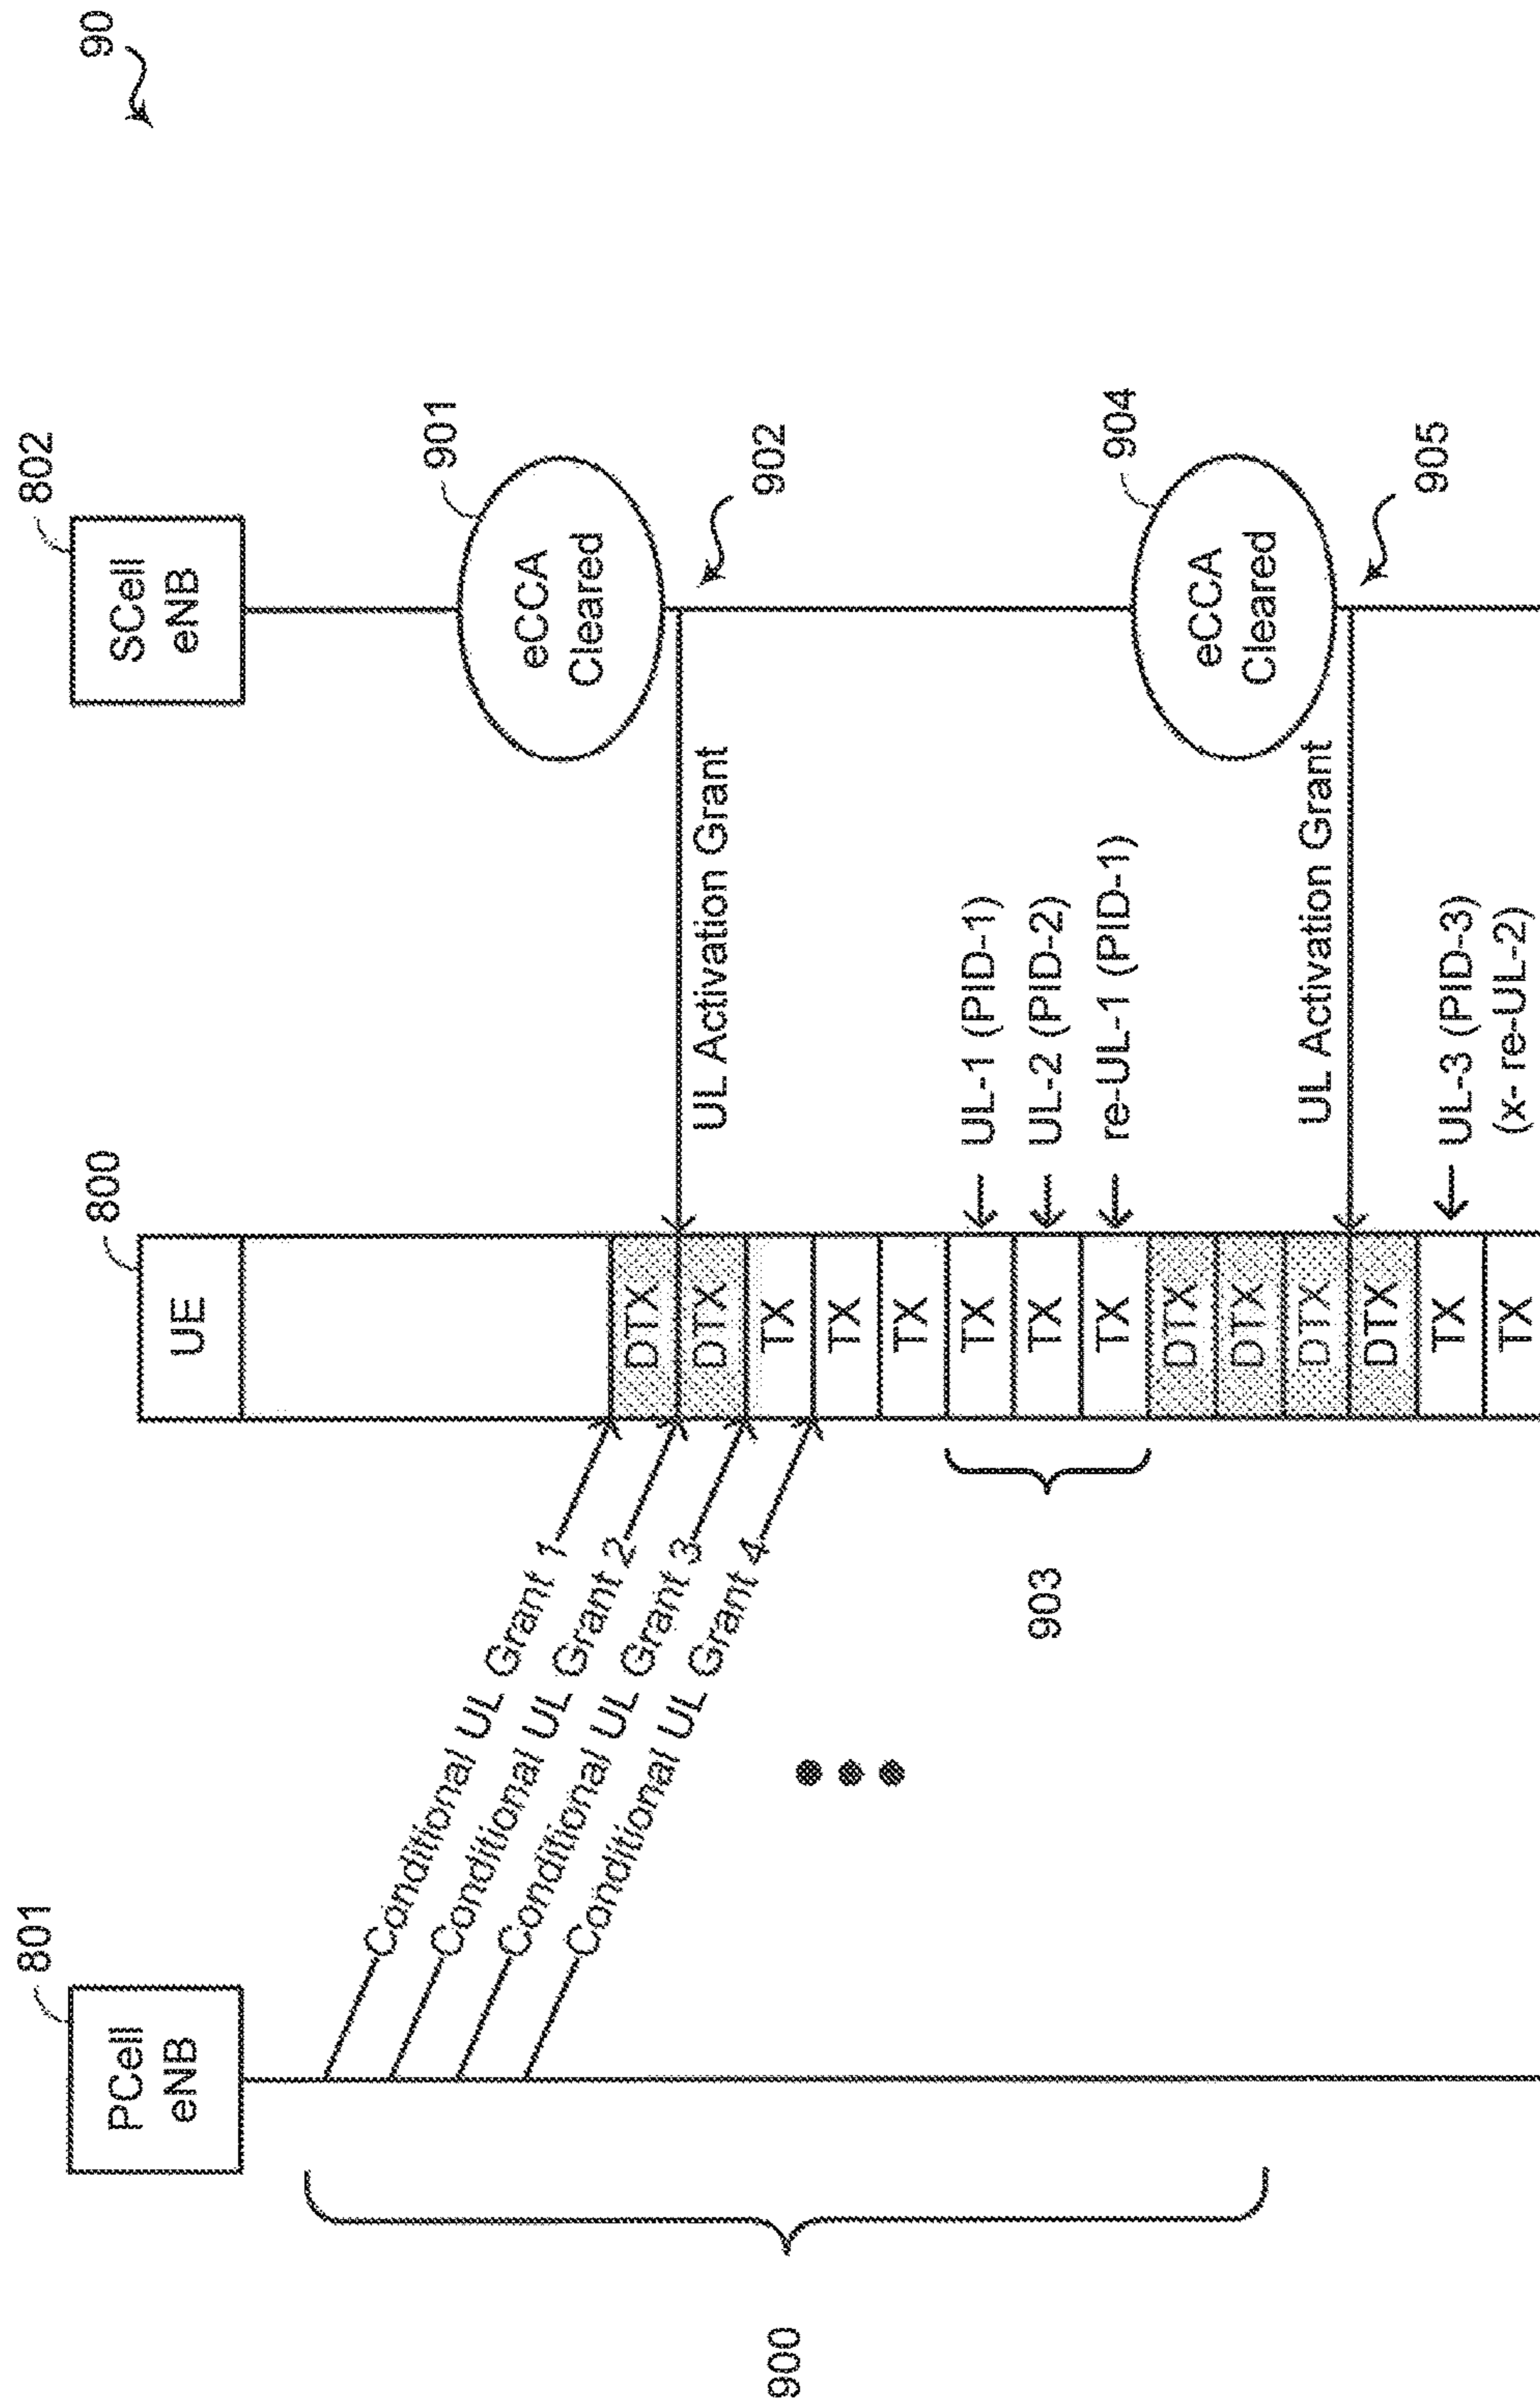 90
801
PCell
eNB
800
UE
802
SCell
eNB
901
eCCA
Cleared
902
Conditional UL Grant 1
Conditional UL Grant 2
Conditional UL Grant 3
Conditional UL Grant 4
900
903
DTX
DTX
TX
TX
TX
TX
TX
TX
DTX
DTX
DTX
DTX
TX
TX
UL Activation Grant
UL-1 (PID-1)
UL-2 (PID-2)
re-UL-1 (PID-1)
904
eCCA
Cleared
905
UL Activation Grant
UL-3 (PID-3)
(x- re-UL-2)